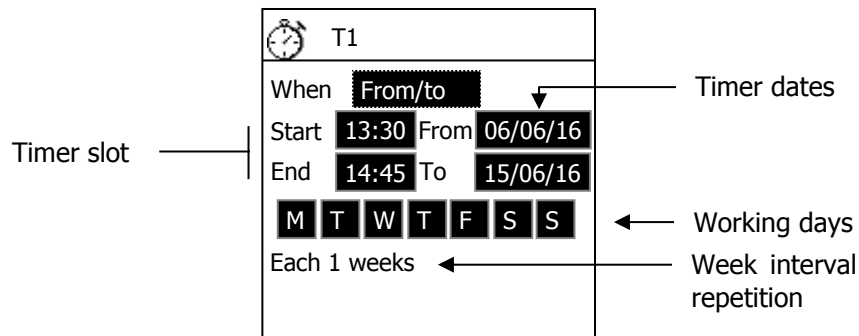 T1
When From/to
Timer dates
Start 13:30 From 06/06/16
Timer slot
End 14:45 To 15/06/16
M T W T F S S
Working days
Each 1 weeks
Week interval
repetition